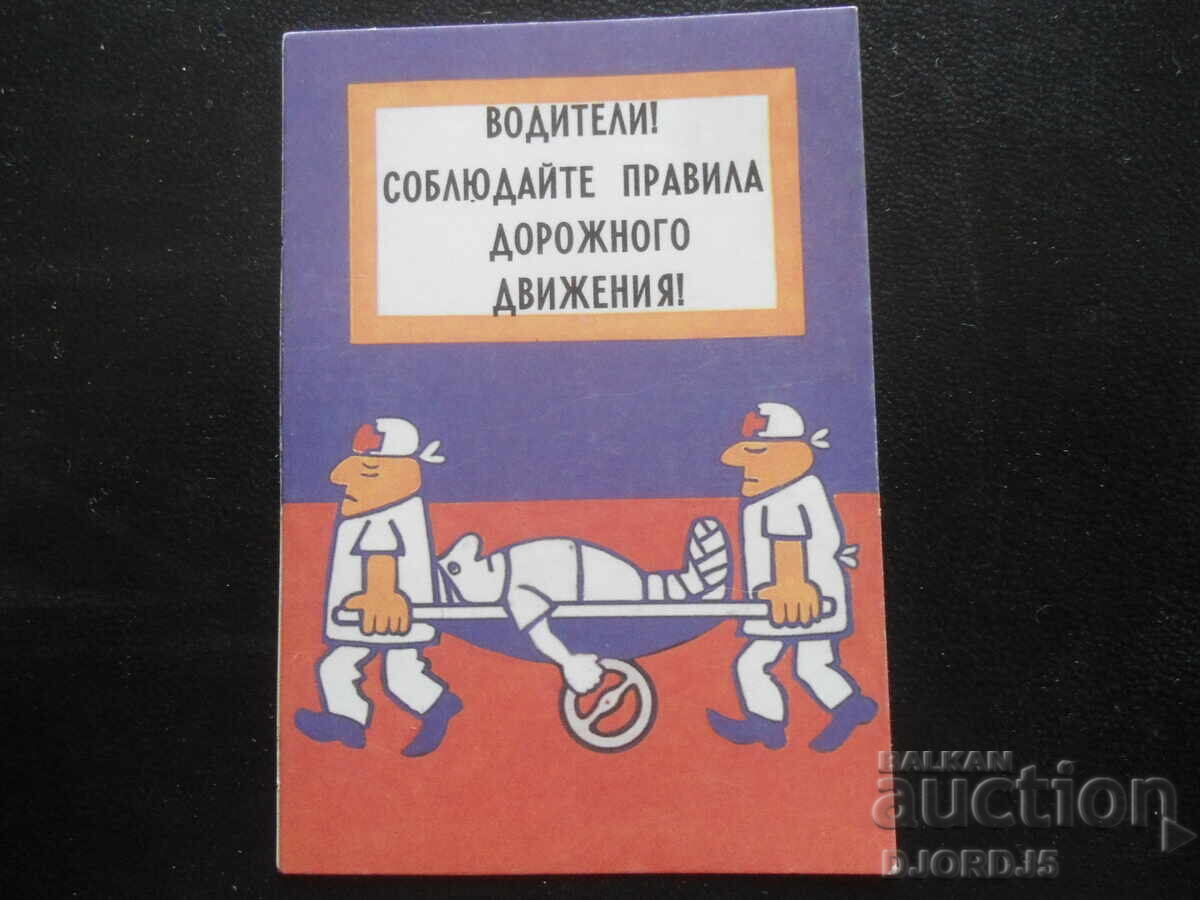 ВОДИТЕЛИ!
СОБЛЮДАЙТЕ ПРАВИЛА
ДОРОЖНОГО
ДВИЖЕНИЯ!
BALKAN
auction
DJORDJ5